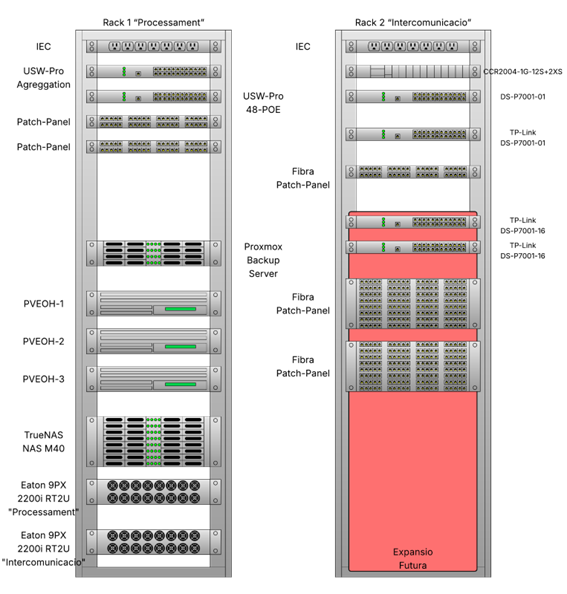 Rack 1 "Processament"
IEC
USW-Pro
Agreggation
USW-Pro
48-POE
Patch-Panel
Patch-Panel
Proxmox
Backup
Server
PVEOH-1
PVEOH-2
PVEOH-3
TrueNAS
NAS M40
Eaton 9PX
2200i RT2U
"Processament"
Eaton 9PX
2200i RT2U
"Intercomunicacio"
Rack 2 "Intercomunicacio"
IEC
CCR2004-1G-12S+2XS
DS-P7001-01
TP-Link
DS-P7001-01
Fibra
Patch-Panel
TP-Link
DS-P7001-16
TP-Link
DS-P7001-16
Fibra
Patch-Panel
Fibra
Patch-Panel
Expansio
Futura